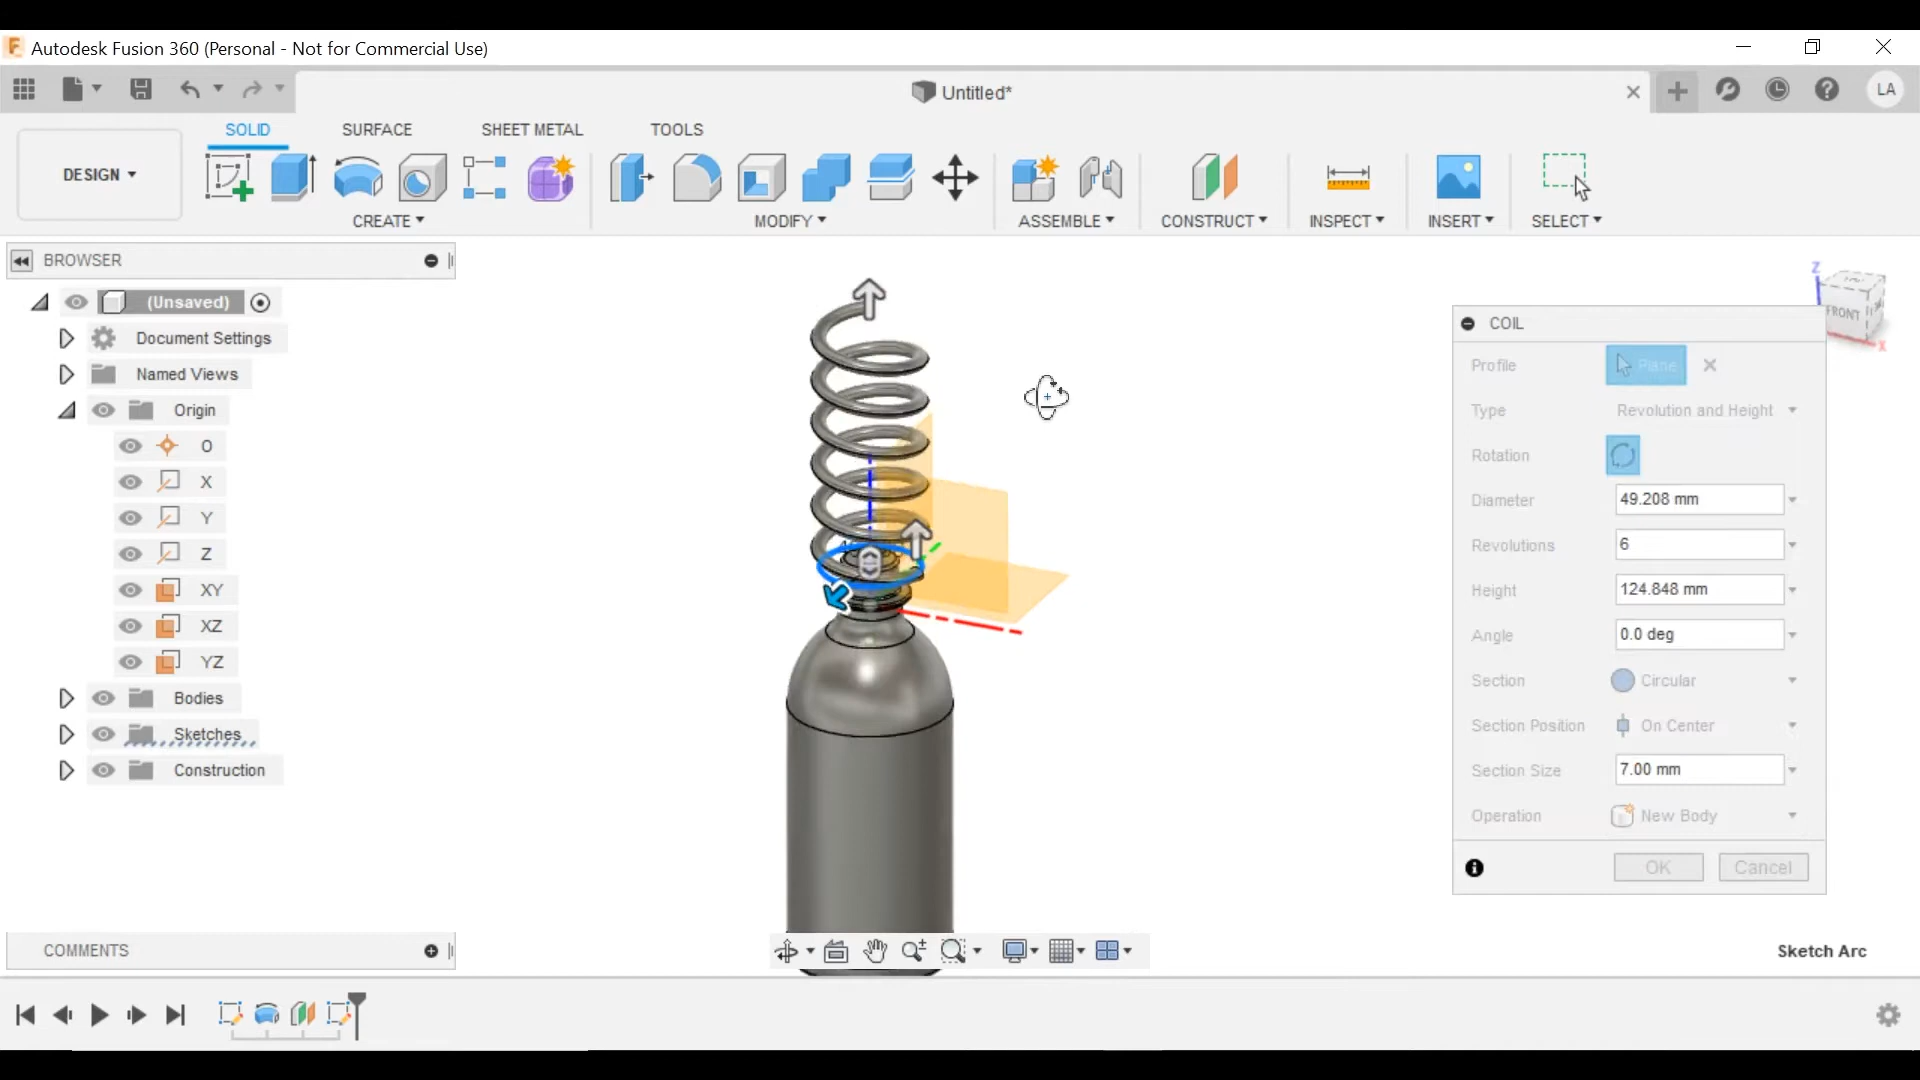 Autodesk Fusion 360 (Personal - Not for Commercial Use)
Untitled*
LA
SOLID SURFACE SHEET METAL TOOLS
DESIGN
CREATE MODIFY ASSEMBLE CONSTRUCT INSPECT INSERT SELECT
BROWSER
(Unsaved)
Document Settings
Named Views
Origin
O
X
Y
Z
XY
XZ
YZ
Bodies
Sketches
Construction
Z
FRONT
X
COIL
Profile Plane
Type Revolution and Height
Rotation
Diameter 49.208 mm
Revolutions 6
Height 124.848 mm
Angle 0.0 deg
Section Circular
Section Position On Center
Section Size 7.00 mm
Operation New Body
OK Cancel
COMMENTS
Sketch Arc